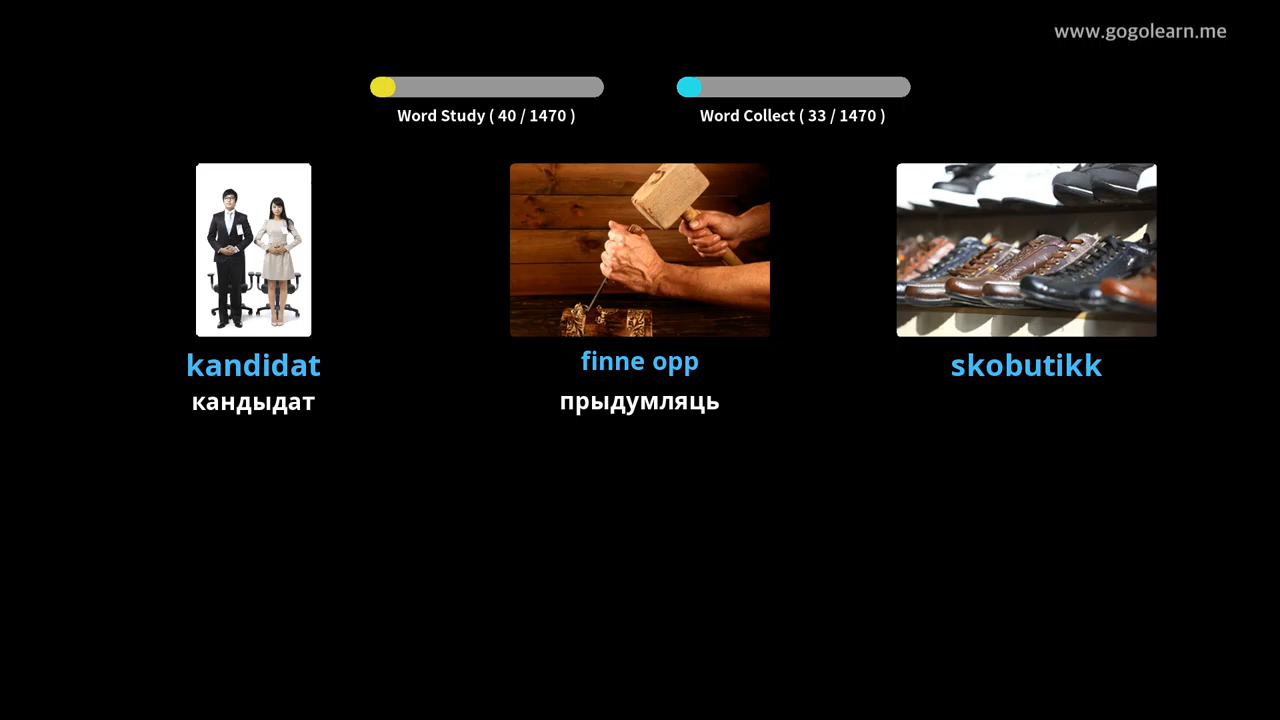 www.gogolearn.me
Word Study ( 40 / 1470 )
Word Collect ( 33 / 1470 )
kandidat
кандыдат
finne opp
прыдумляць
skobutikk